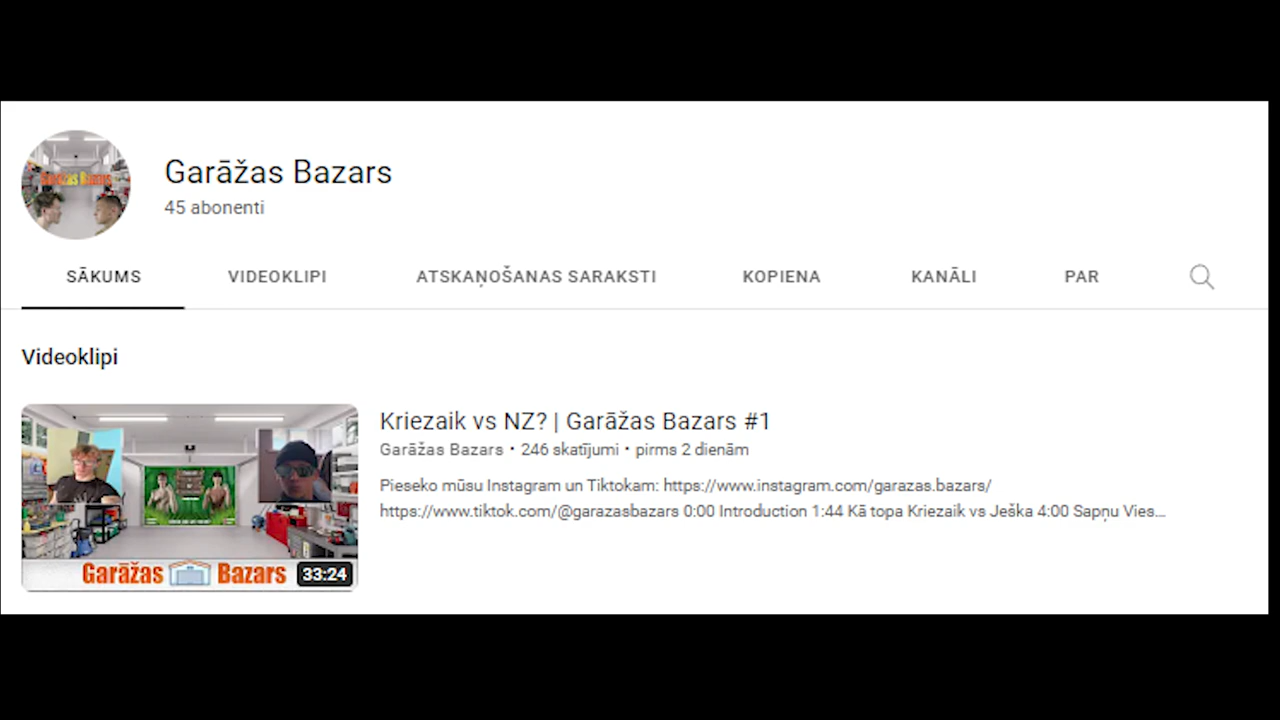 Garāžas Bazars
45 abonenti
SĀKUMS VIDEOKLIPI ATSKAŅOŠANAS SARAKSTI KOPIENA KANĀLI PAR
Videoklipi
Kriezaik vs NZ? | Garāžas Bazars #1
Garāžas Bazars • 246 skatījumi • pirms 2 dienām
Pieseko mūsu Instagram un Tiktokam: https://www.instagram.com/garazas.bazars/
https://www.tiktok.com/@garazasbazars 0:00 Introduction 1:44 Kā topa Kriezaik vs Ješka 4:00 Sapņu Vies...
Garāžas Bazars 33:24